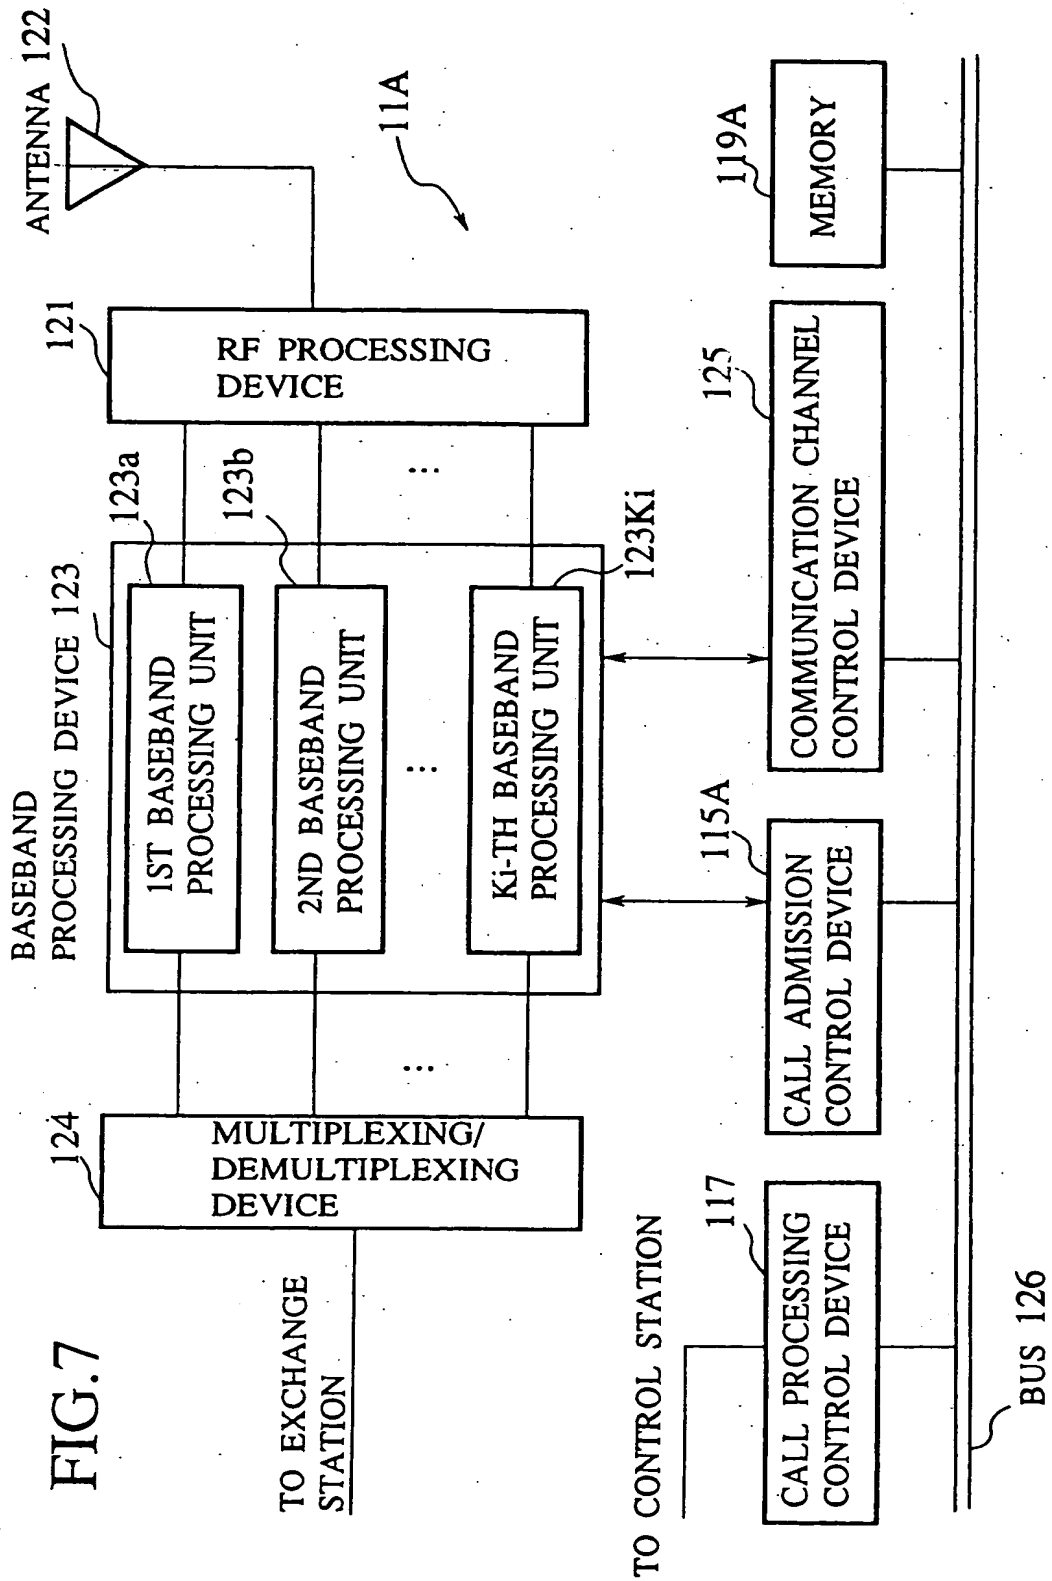 FIG.7
BASEBAND
PROCESSING DEVICE 123
ANTENNA 122
124
MULTIPLEXING/
DEMULTIPLEXING
DEVICE
TO EXCHANGE
STATION
123a
1ST BASEBAND
PROCESSING UNIT
123b
2ND BASEBAND
PROCESSING UNIT
...
...
...
123Ki
Ki-TH BASEBAND
PROCESSING UNIT
121
RF PROCESSING
DEVICE
11A
TO CONTROL STATION
117
CALL PROCESSING
CONTROL DEVICE
115A
CALL ADMISSION
CONTROL DEVICE
125
COMMUNICATION CHANNEL
CONTROL DEVICE
119A
MEMORY
BUS 126